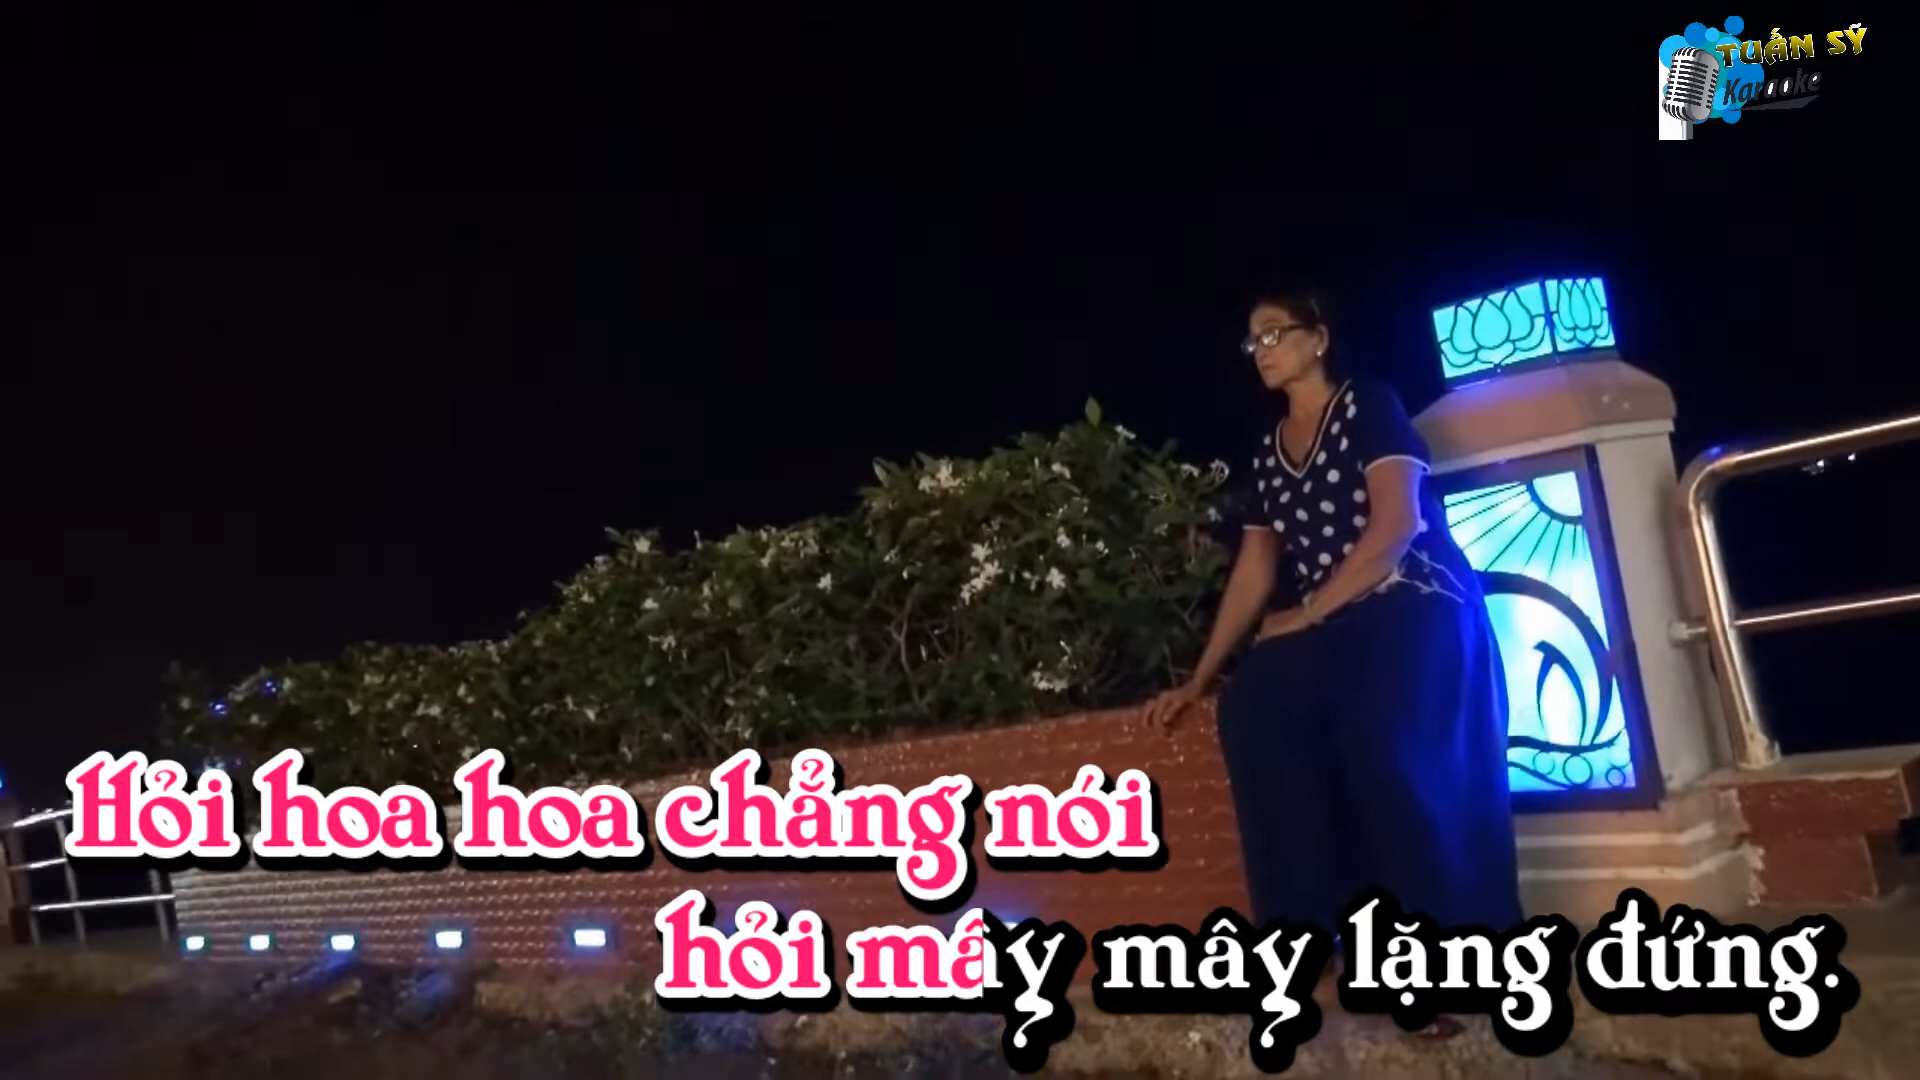 TUẤN SỸ
Karaoke
Hỏi hoa hoa chẳng nói
hỏi mây mây lặng đứng.